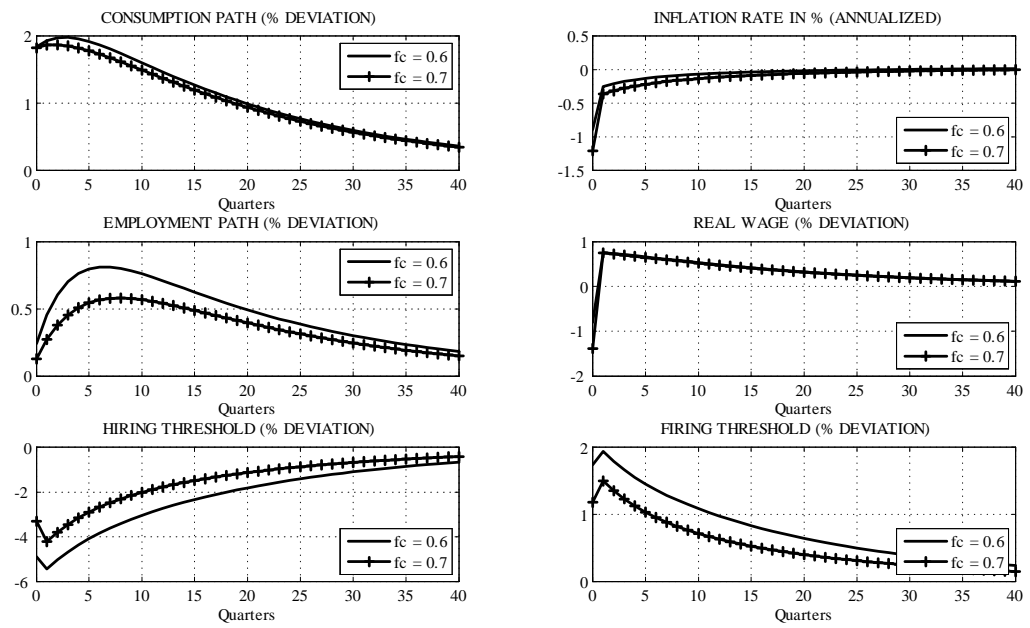 CONSUMPTION PATH (% DEVIATION)
2
1
0
fc = 0.6
fc = 0.7
0 5 10 15 20 25 30 35 40
Quarters
INFLATION RATE IN % (ANNUALIZED)
0.5
0
-0.5
-1
-1.5
fc = 0.6
fc = 0.7
0 5 10 15 20 25 30 35 40
Quarters
EMPLOYMENT PATH (% DEVIATION)
1
0.5
0
fc = 0.6
fc = 0.7
0 5 10 15 20 25 30 35 40
Quarters
REAL WAGE (% DEVIATION)
1
0
-1
-2
fc = 0.6
fc = 0.7
0 5 10 15 20 25 30 35 40
Quarters
HIRING THRESHOLD (% DEVIATION)
0
-2
-4
-6
fc = 0.6
fc = 0.7
0 5 10 15 20 25 30 35 40
Quarters
FIRING THRESHOLD (% DEVIATION)
2
1
0
fc = 0.6
fc = 0.7
0 5 10 15 20 25 30 35 40
Quarters